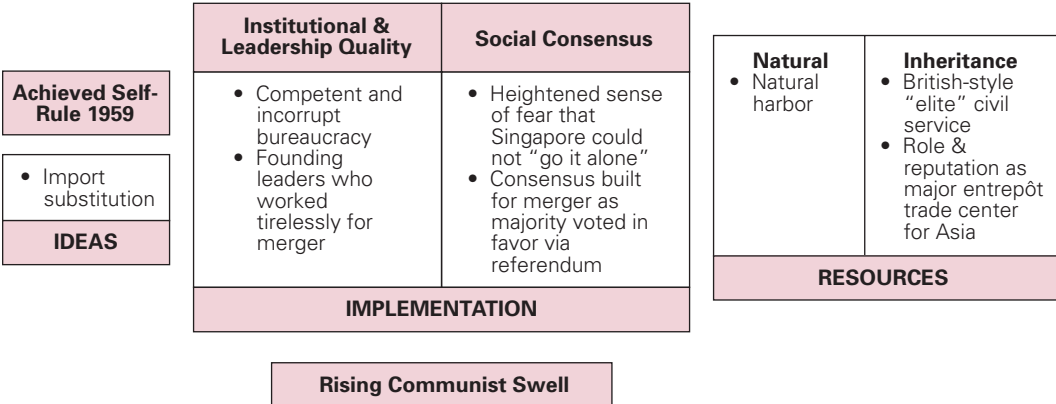 Achieved Self-
Rule 1959
• Import
substitution
IDEAS
Institutional &
Leadership Quality
• Competent and
incorrupt
bureaucracy
• Founding
leaders who
worked
tirelessly for
merger
Social Consensus
• Heightened sense
of fear that
Singapore could
not “go it alone”
• Consensus built
for merger as
majority voted in
favor via
referendum
IMPLEMENTATION
Natural
• Natural
harbor
Inheritance
• British-style
“elite” civil
service
• Role &
reputation as
major entrepôt
trade center
for Asia
RESOURCES
Rising Communist Swell